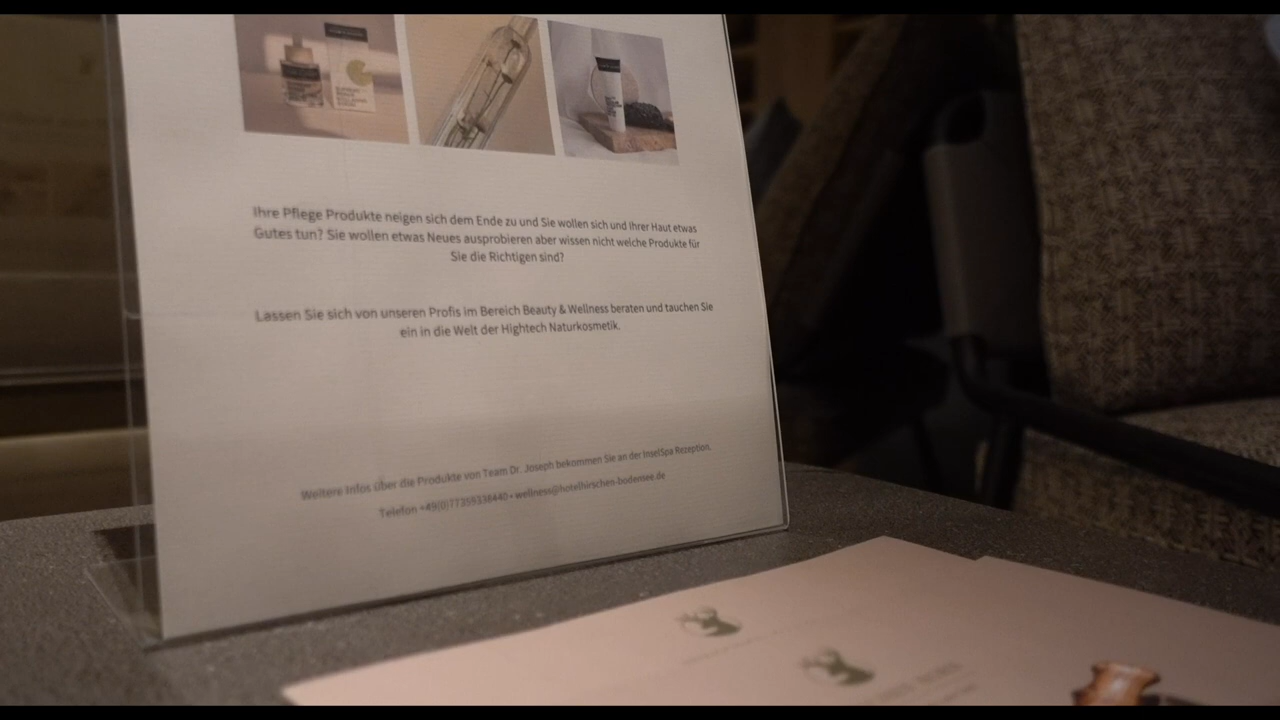 Ihre Pflege Produkte neigen sich dem Ende zu und Sie wollen sich und Ihrer Haut etwas
Gutes tun? Sie wollen etwas Neues ausprobieren aber wissen nicht welche Produkte für
Sie die Richtigen sind?
Lassen Sie sich von unseren Profis im Bereich Beauty & Wellness beraten und tauchen Sie
ein in die Welt der Hightech Naturkosmetik.
Weitere Infos über die Produkte von Team Dr. Joseph bekommen Sie an der InselSpa Rezeption.
Telefon +49(0)77359338440 • wellness@hotelhirschen-bodensee.de